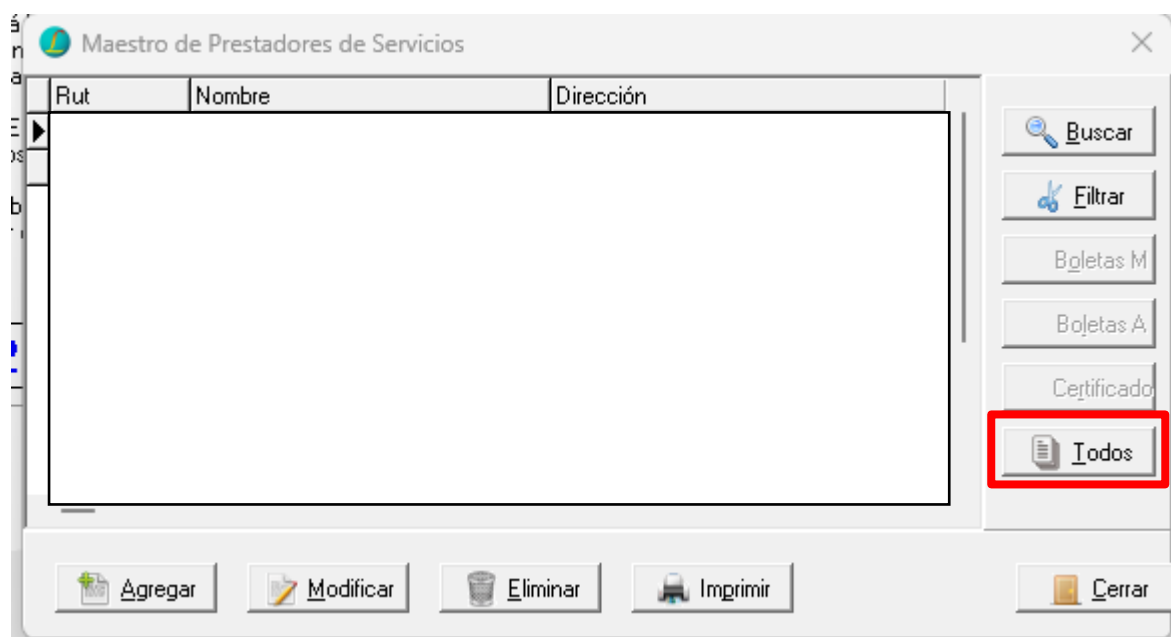 Maestro de Prestadores de Servicios
Rut Nombre Dirección
Buscar
Filtrar
Boletas M
Boletas A
Certificado
Todos
Agregar Modificar Eliminar Imprimir Cerrar